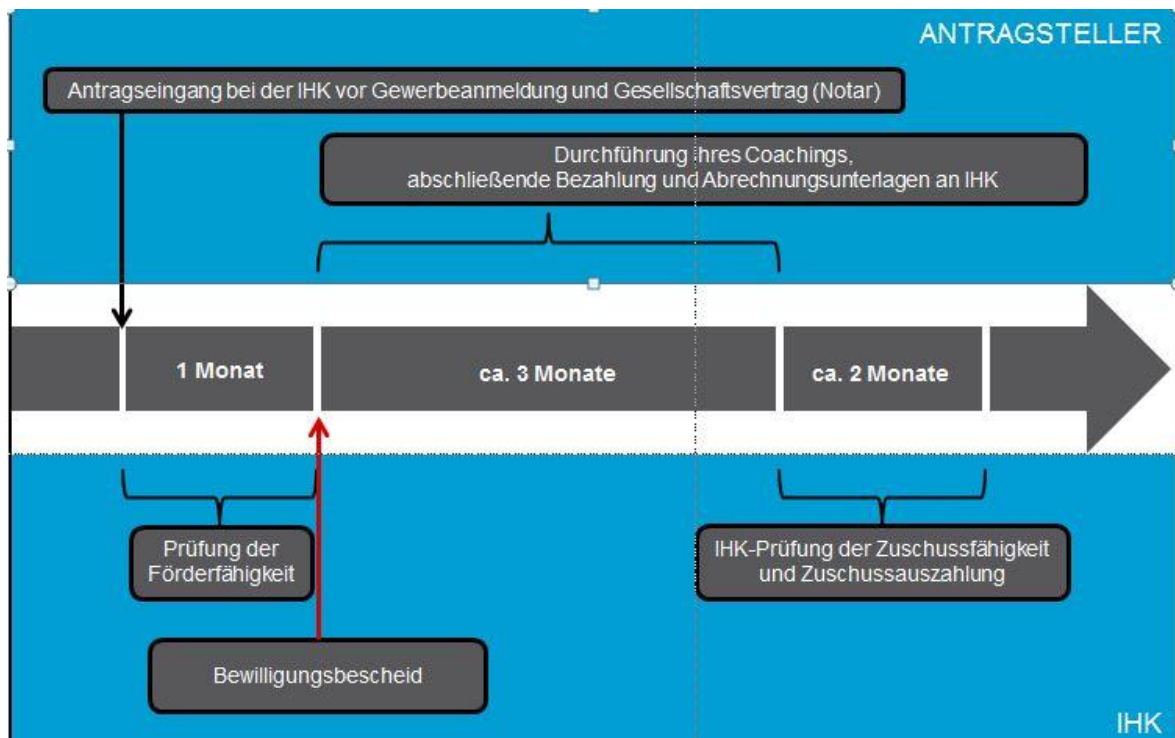 ANTRAGSTELLER
Antragseingang bei der IHK vor Gewerbeanmeldung und Gesellschaftsvertrag (Notar)
Durchführung ihres Coachings,
abschließende Bezahlung und Abrechnungsunterlagen an IHK
1 Monat
ca. 3 Monate
ca. 2 Monate
Prüfung der
Förderfähigkeit
IHK-Prüfung der Zuschussfähigkeit
und Zuschussauszahlung
Bewilligungsbescheid
IHK